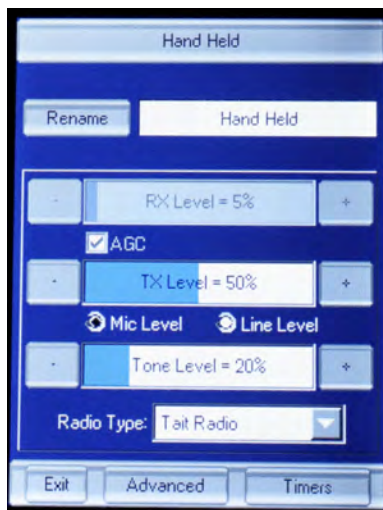 Hand Held
Rename Hand Held
- RX Level = 5% +
AGC
- TX Level = 50% +
Mic Level Line Level
- Tone Level = 20% +
Radio Type: Tait Radio
Exit Advanced Timers